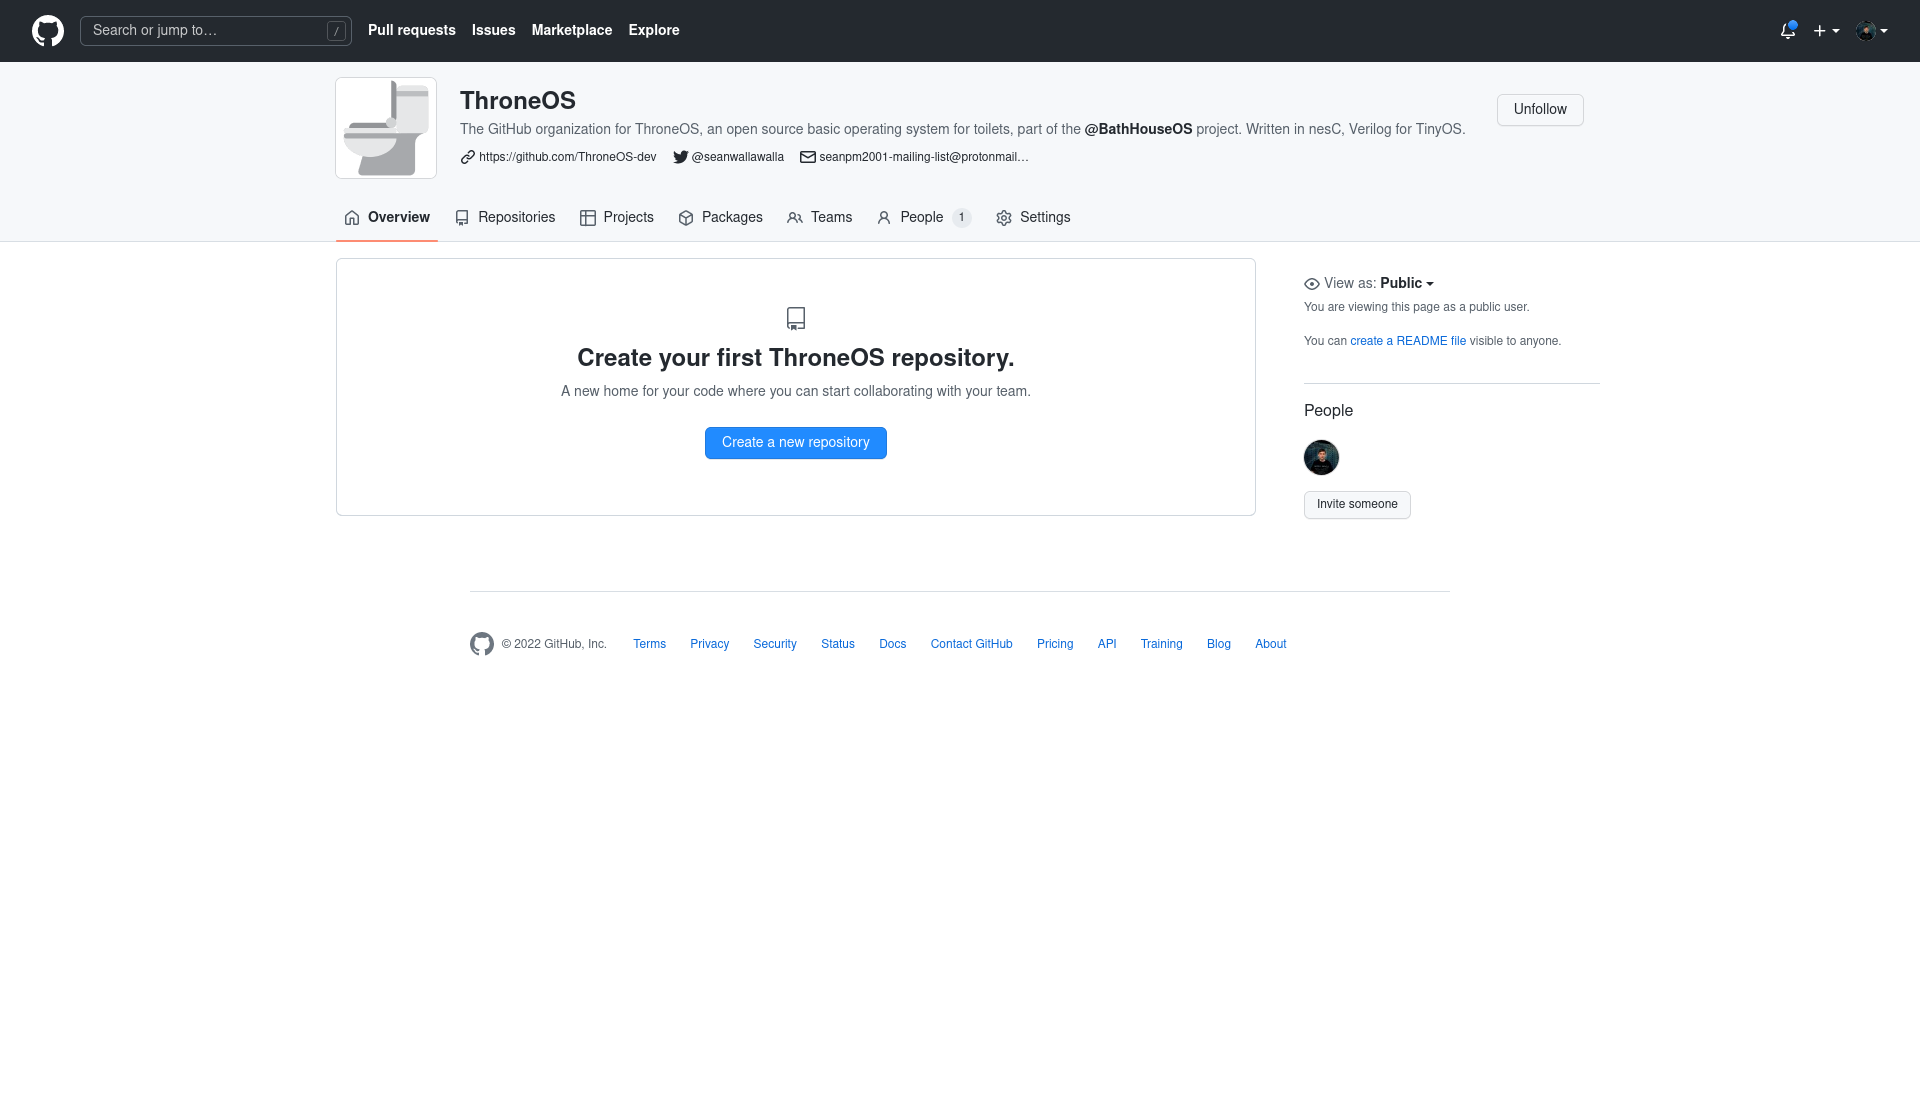 Search or jump to… /
Pull requests Issues Marketplace Explore
ThroneOS
Unfollow
The GitHub organization for ThroneOS, an open source basic operating system for toilets, part of the @BathHouseOS project. Written in nesC, Verilog for TinyOS.
https://github.com/ThroneOS-dev @seanwallawalla seanpm2001-mailing-list@protonmail…
Overview Repositories Projects Packages Teams People 1 Settings
Create your first ThroneOS repository.
A new home for your code where you can start collaborating with your team.
Create a new repository
View as: Public
You are viewing this page as a public user.
You can create a README file visible to anyone.
People
Invite someone
© 2022 GitHub, Inc. Terms Privacy Security Status Docs Contact GitHub Pricing API Training Blog About